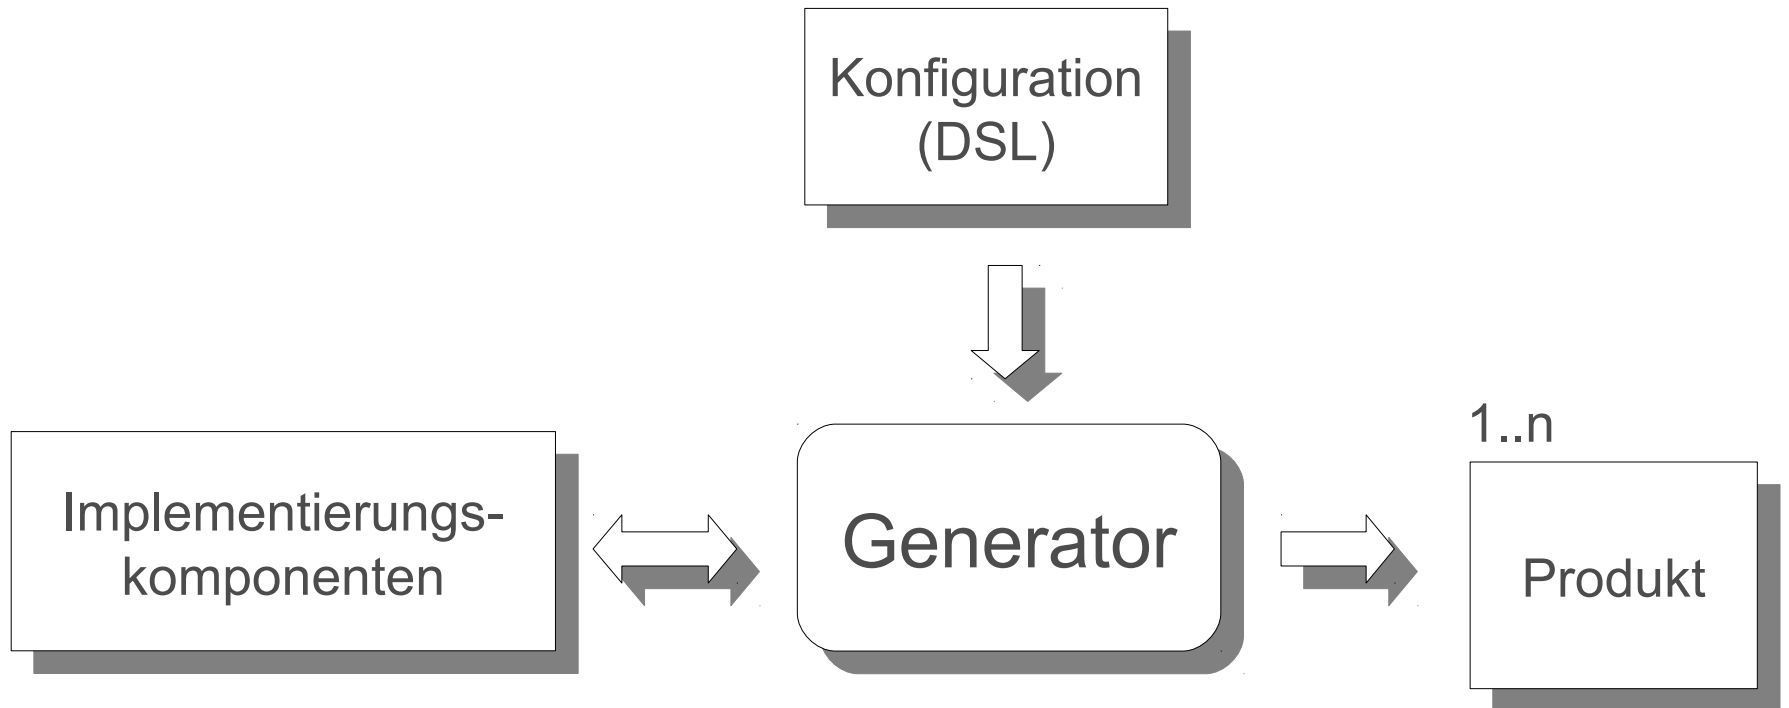 Konfiguration
(DSL)
Implementierungs-
komponenten
Generator
1..n
Produkt